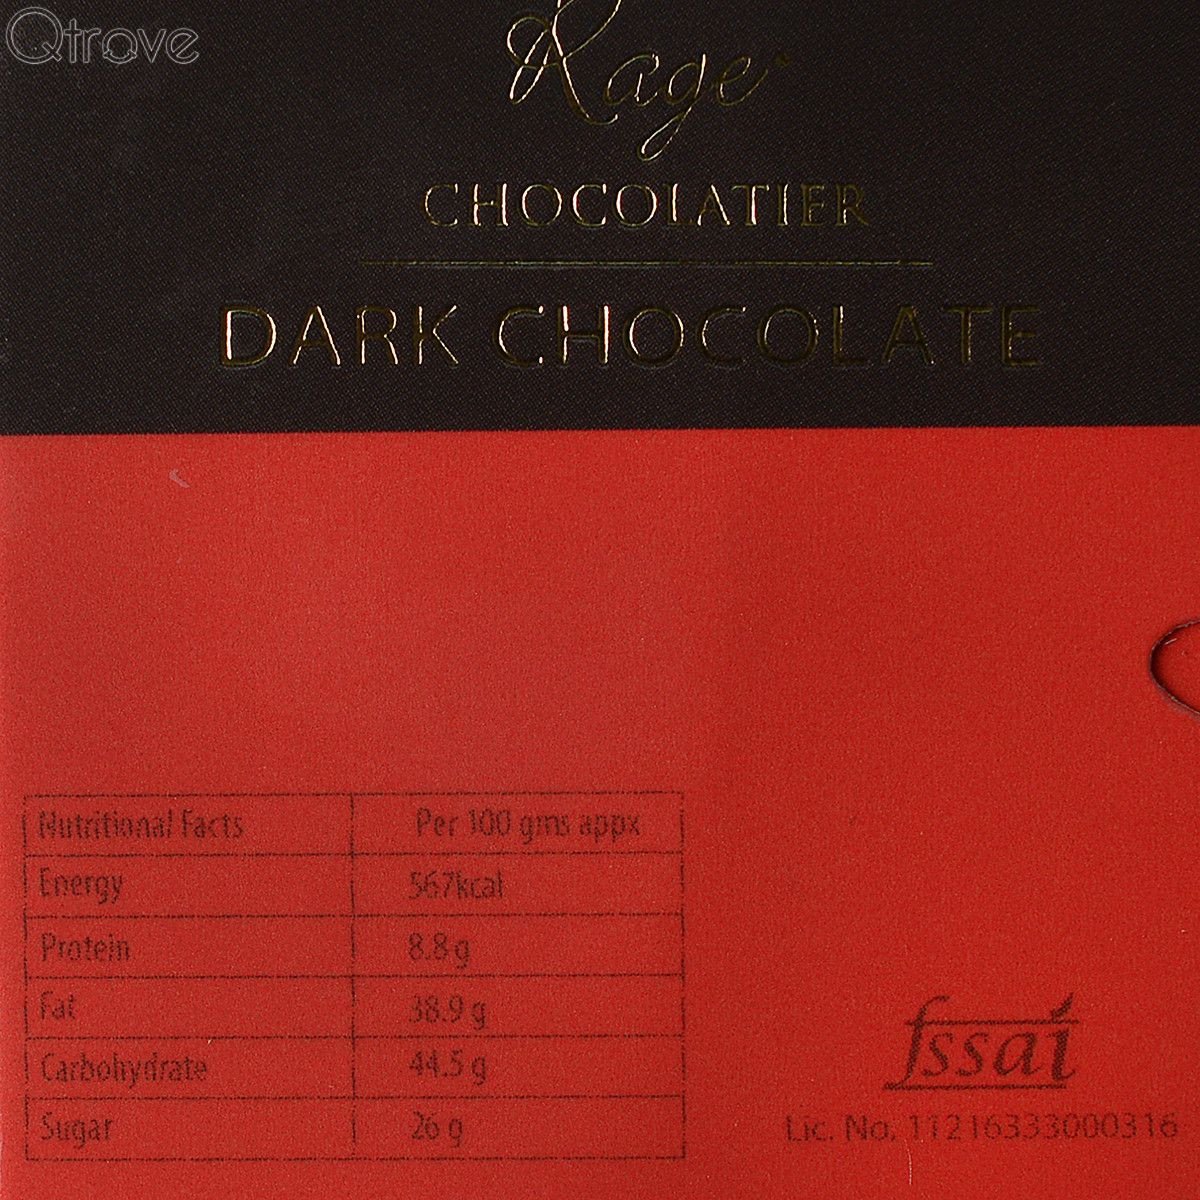 Qtrove
Rage
CHOCOLATIER
DARK CHOCOLATE
Nutritional Facts Per 100 gms appx
Energy 567kcal
Protein 8.8 g
Fat 38.9 g
Carbohydrate 44.5 g
Sugar 26 g
fssai
Lic. No. 11216333000316